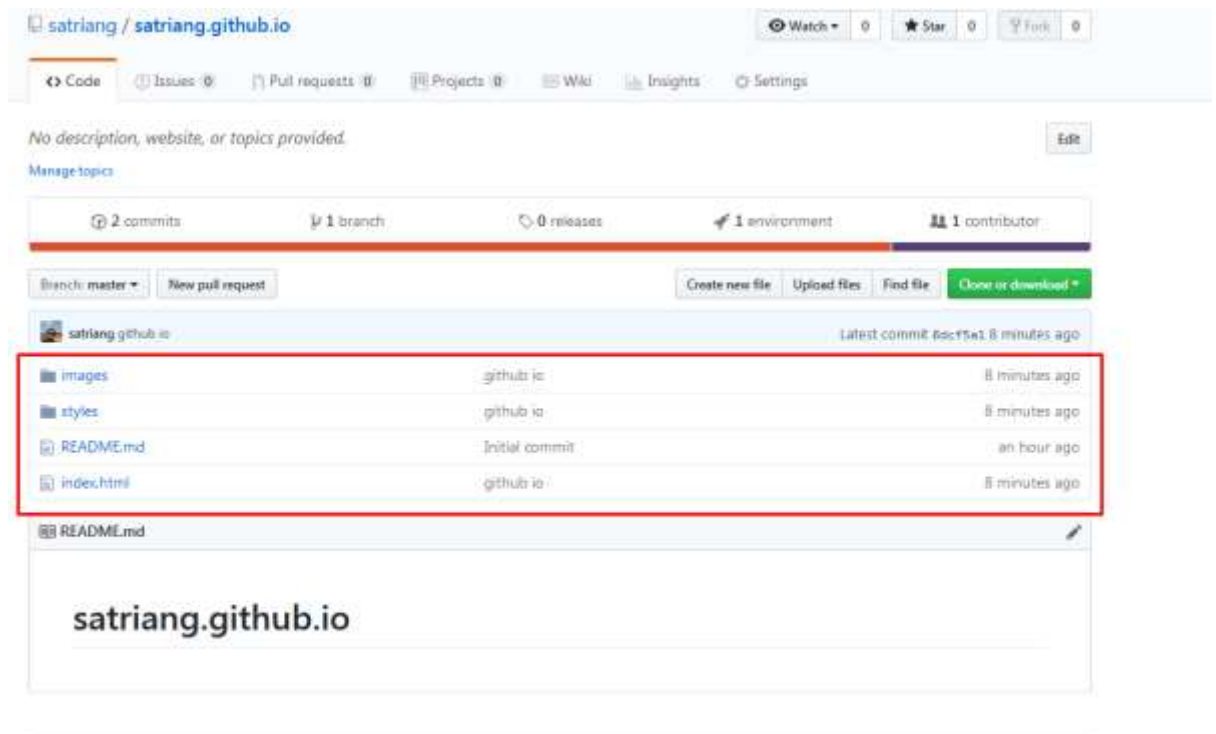 satriang / satriang.github.io Watch 0 Star 0 Fork 0
Code Issues 0 Pull requests 0 Projects 0 Wiki Insights Settings
No description, website, or topics provided. Edit
Manage topics
2 commits 1 branch 0 releases 1 environment 1 contributor
Branch: master New pull request Create new file Upload files Find file Clone or download
satriang github io Latest commit 8 minutes ago
images github io 8 minutes ago
styles github io 8 minutes ago
README.md Initial commit an hour ago
index.html github io 8 minutes ago
README.md
satriang.github.io